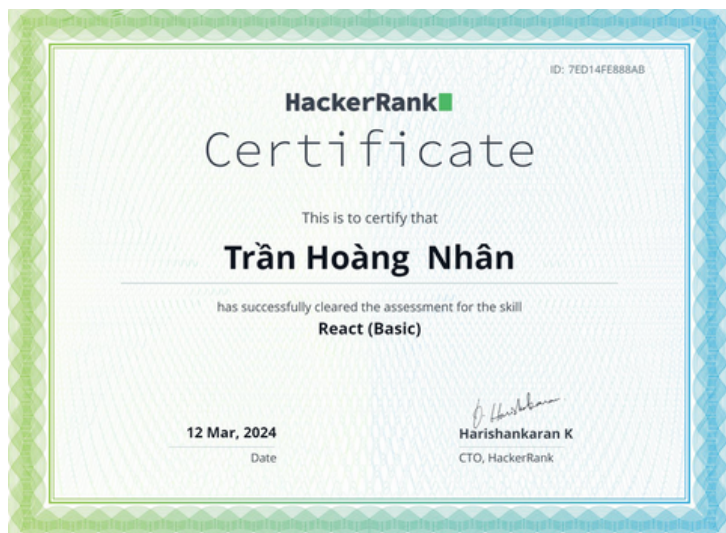 ID: 7ED14FE888AB
HackerRank
Certificate
This is to certify that
Trần Hoàng Nhân
has successfully cleared the assessment for the skill
React (Basic)
12 Mar, 2024
Date
Harishankaran K
CTO, HackerRank